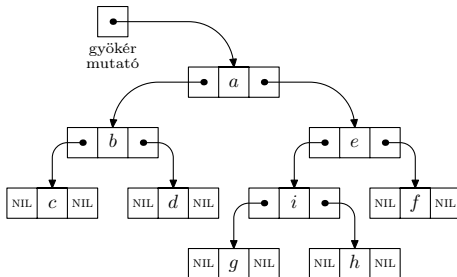 gyökér
mutató
a
b
e
NIL c NIL
NIL d NIL
i
NIL f NIL
NIL g NIL
NIL h NIL